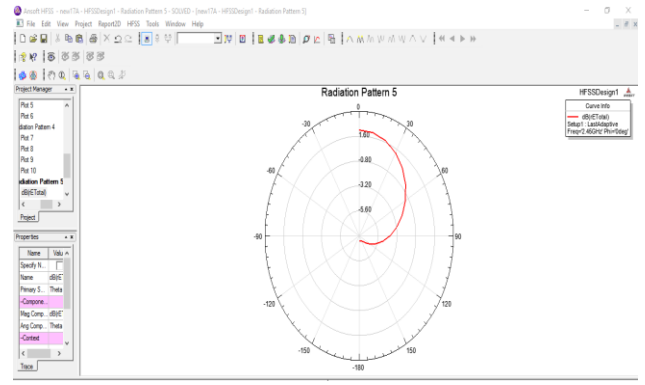 Ansoft HFSS - new17A - HFSSDesign1 - Radiation Pattern 5 - SOLVED - [new17A - HFSSDesign1 - Radiation Pattern 5]
File Edit View Project Report2D HFSS Tools Window Help
Project Manager
Plot 5
Plot 6
diation Pattern 4
Plot 7
Plot 8
Plot 9
Plot 10
adiation Pattern 5
dB(rETotal)
Project
Properties
Name Valu
Specify N...
Name dB(rE"
Primary S... Theta
-Compone...
Mag Comp... dB(rE"
Ang Comp... Theta
-Context
Trace
Radiation Pattern 5
HFSSDesign1
Curve Info
dB(rETotal)
Setup1 : LastAdaptive
Freq='2.46GHz' Phi='0deg'
0
-30
30
1.60
-0.80
-60
60
-3.20
-5.60
-90
90
-120
120
-150
150
-180